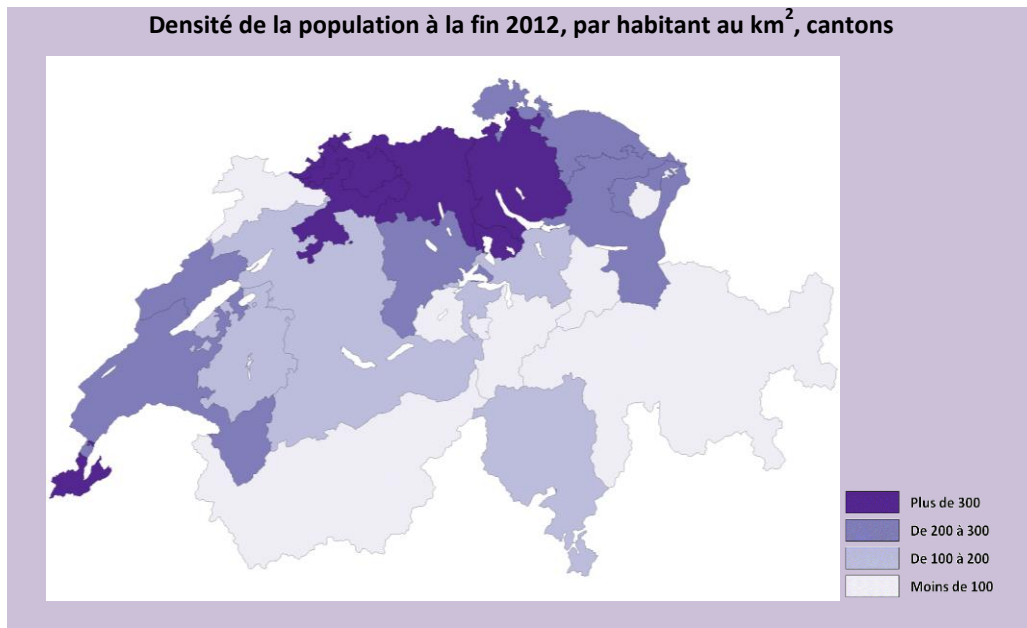 Densité de la population à la fin 2012, par habitant au km², cantons
Plus de 300
De 200 à 300
De 100 à 200
Moins de 100